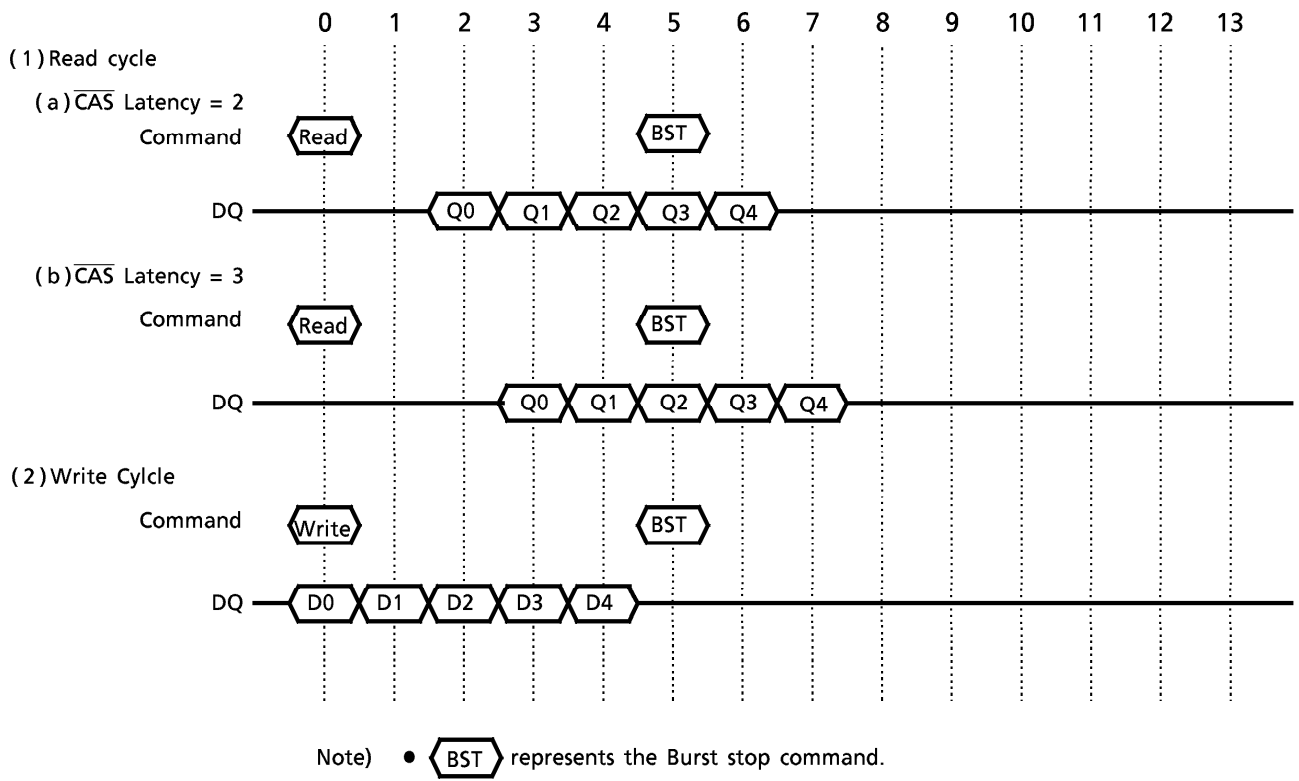 0 1 2 3 4 5 6 7 8 9 10 11 12 13
(1) Read cycle
(a) C̅A̅S̅ Latency = 2
Command Read BST
DQ Q0 Q1 Q2 Q3 Q4
(b) C̅A̅S̅ Latency = 3
Command Read BST
DQ Q0 Q1 Q2 Q3 Q4
(2) Write Cylcle
Command Write BST
DQ D0 D1 D2 D3 D4
Note) • BST represents the Burst stop command.